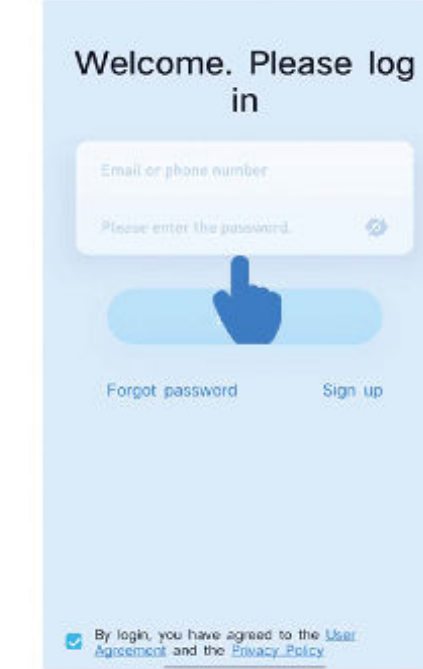 Welcome. Please log
in
Email or phone number
Please enter the password.
Forgot password
Sign up
By login, you have agreed to the User
Agreement and the Privacy Policy